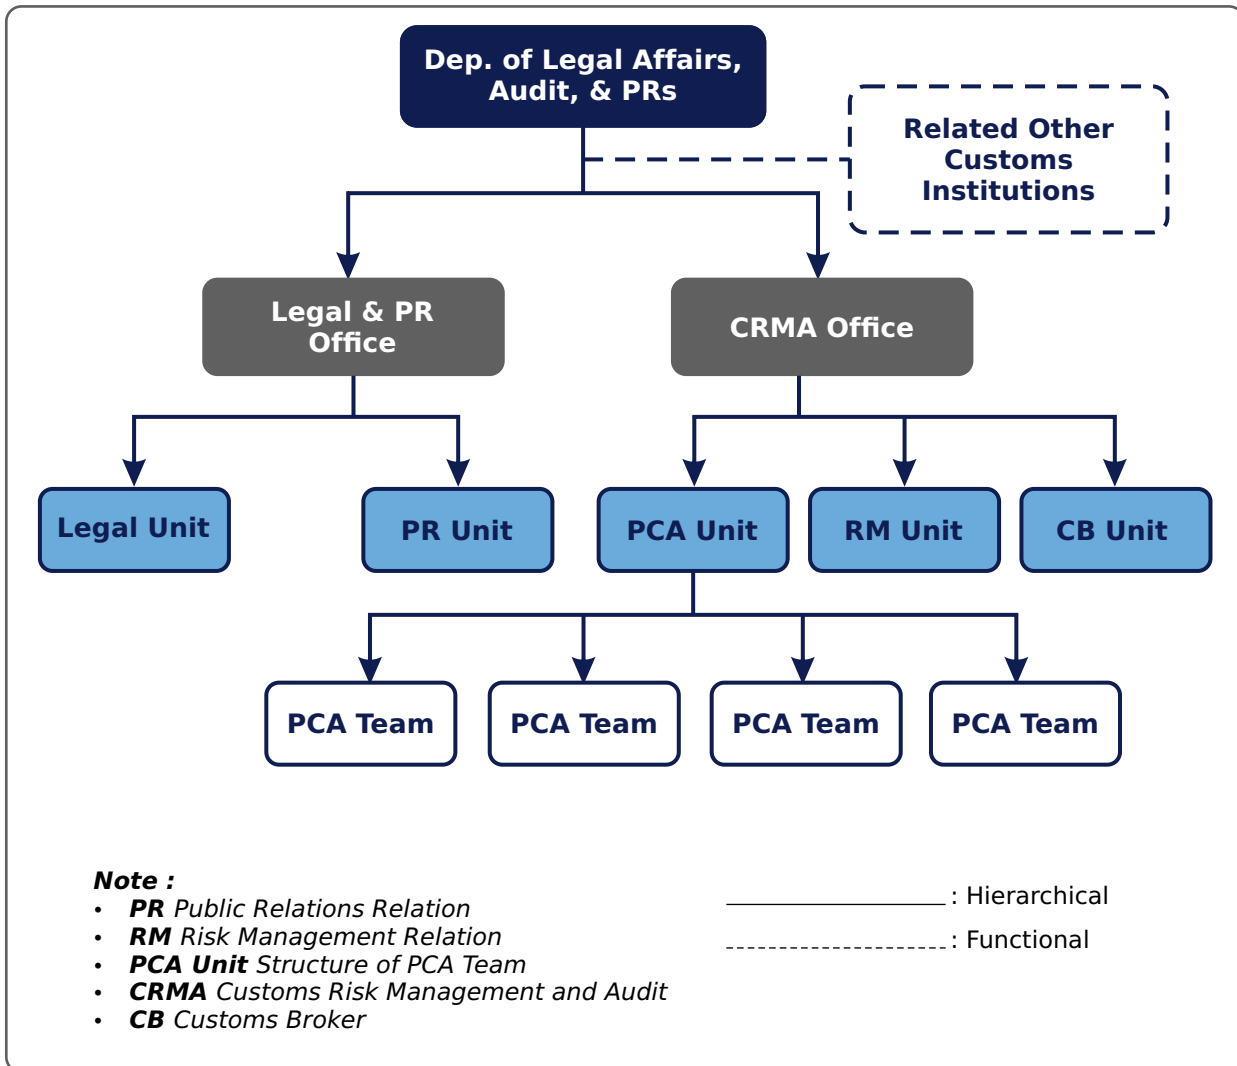 Dep. of Legal Affairs,
Audit, & PRs
Related Other
Customs
Institutions
Legal & PR
Office
CRMA Office
Legal Unit
PR Unit
PCA Unit
RM Unit
CB Unit
PCA Team
PCA Team
PCA Team
PCA Team
Note :
• PR Public Relations Relation
• RM Risk Management Relation
• PCA Unit Structure of PCA Team
• CRMA Customs Risk Management and Audit
• CB Customs Broker
: Hierarchical
: Functional